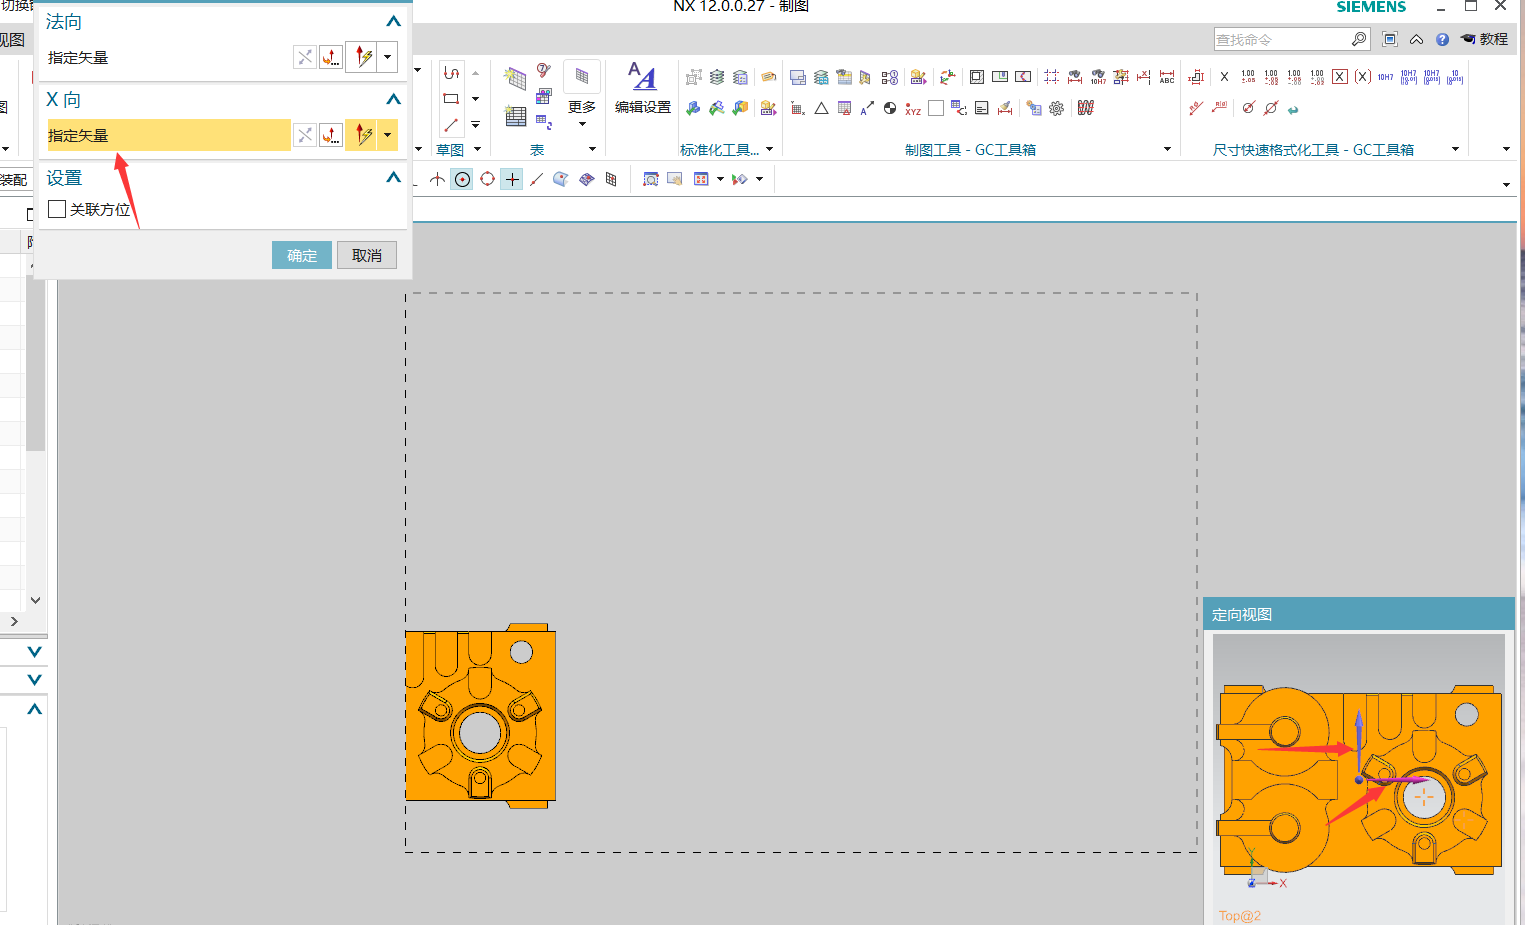 切换
NX 12.0.0.27 - 制图
SIEMENS
法向
视图
查找命令
教程
指定矢量
X 向
指定矢量
更多
编辑设置
草图
表
标准化工具...
制图工具 - GC工具箱
尺寸快速格式化工具 - GC工具箱
装配
设置
关联方位
确定
取消
定向视图
Y
Z
X
Top@2